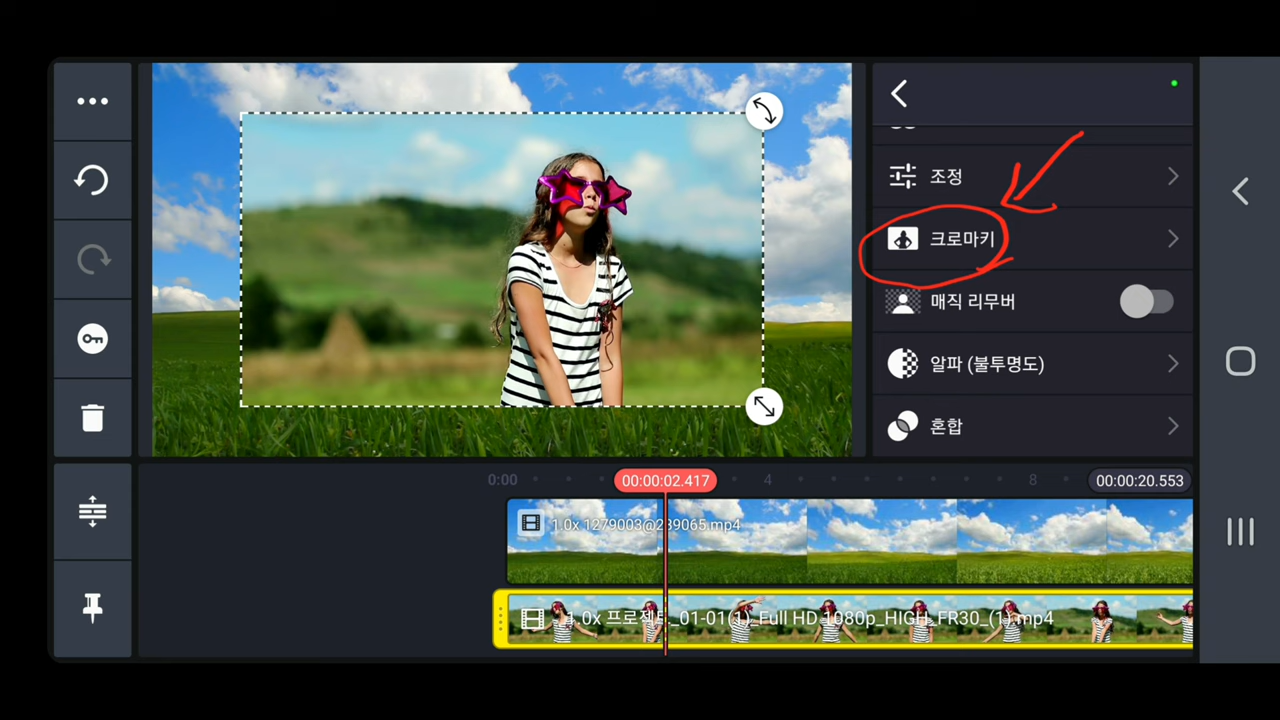 조정
크로마키
매직 리무버
알파 (불투명도)
혼합
0:00
00:00:02.417
4
8
00:00:20.553
1.0x 1279003@239065.mp4
1.0x 프로젝트_01-01(1)_Full HD 1080p_HIGH_FR30_(1).mp4